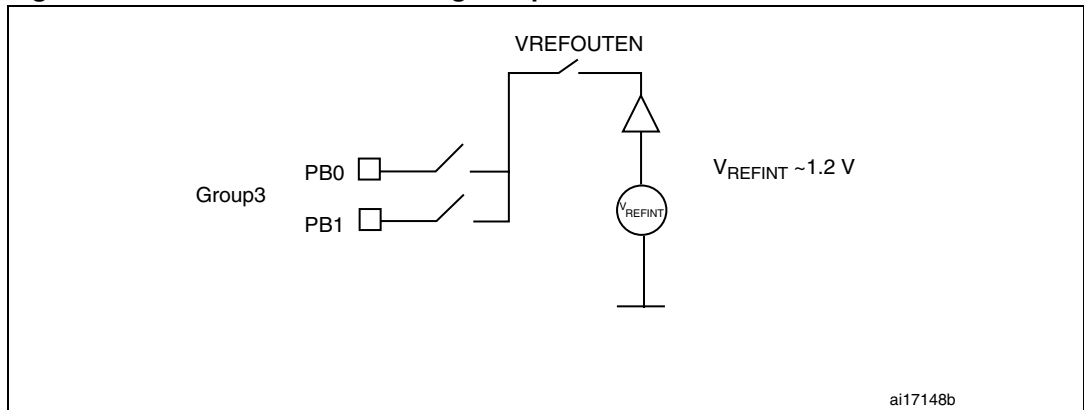 VREFOUTEN
PB0
Group3
PB1
VREFINT ~1.2 V
VREFINT
ai17148b